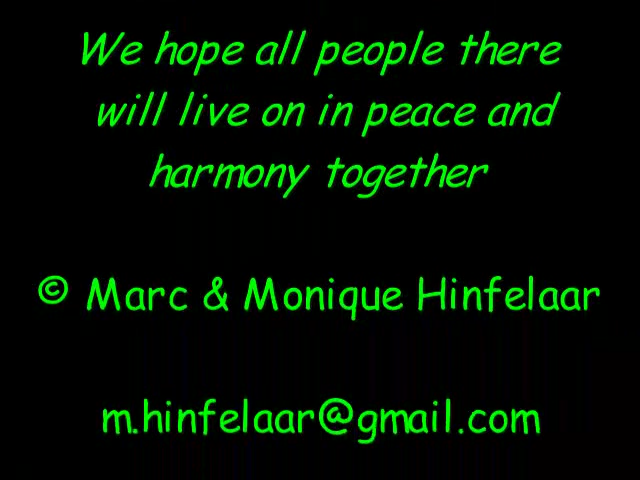 We hope all people there
will live on in peace and
harmony together
© Marc & Monique Hinfelaar
m.hinfelaar@gmail.com